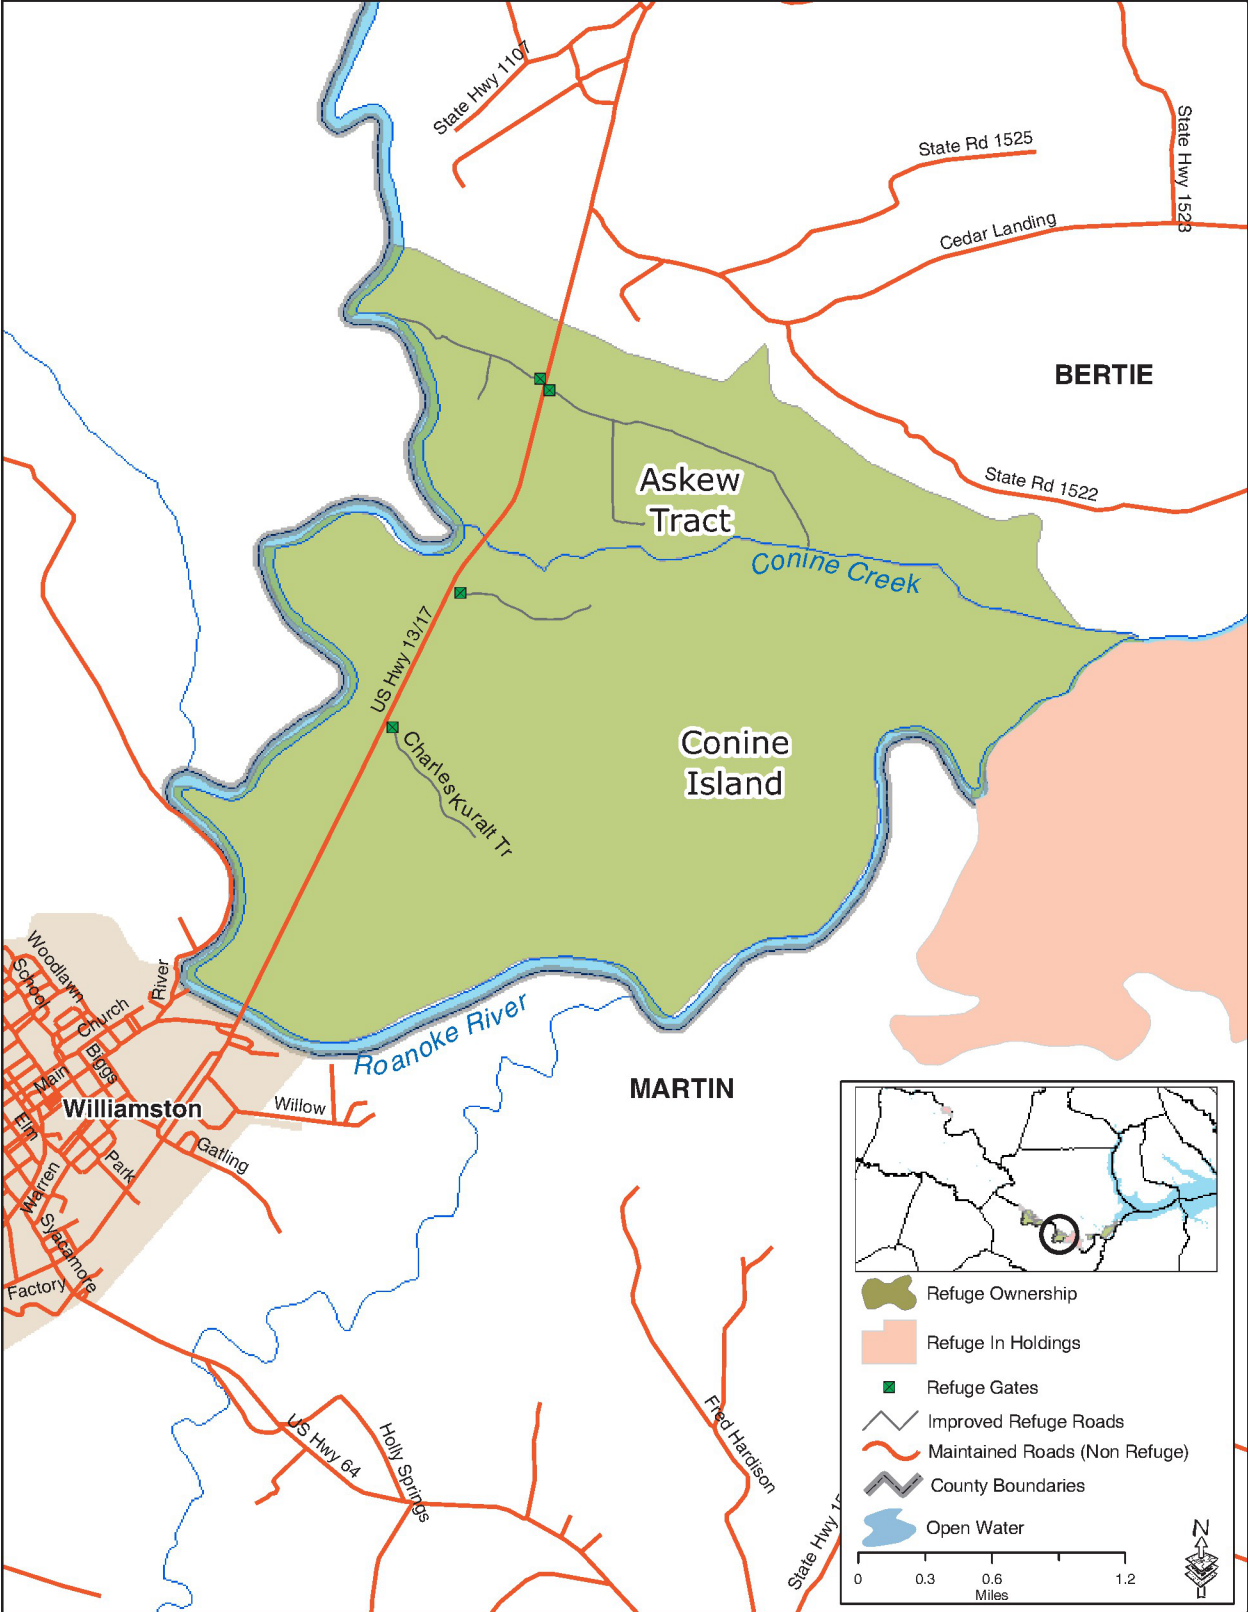 State Hwy 1107
State Rd 1525
State Hwy 1523
Cedar Landing
BERTIE
State Rd 1522
Askew
Tract
Conine Creek
US Hwy 13/17
Conine
Island
Charles Kuralt Tr
Woodlawn
School
River
Church
Roanoke River
Biggs
Main
MARTIN
Williamston
Willow
Elm
Gatling
Park
Warren
Syacamore
Factory
Fred Hardison
US Hwy 64
Holly Springs
State Hwy 15
Refuge Ownership
Refuge In Holdings
Refuge Gates
Improved Refuge Roads
Maintained Roads (Non Refuge)
County Boundaries
Open Water
N
0 0.3 0.6 1.2
Miles